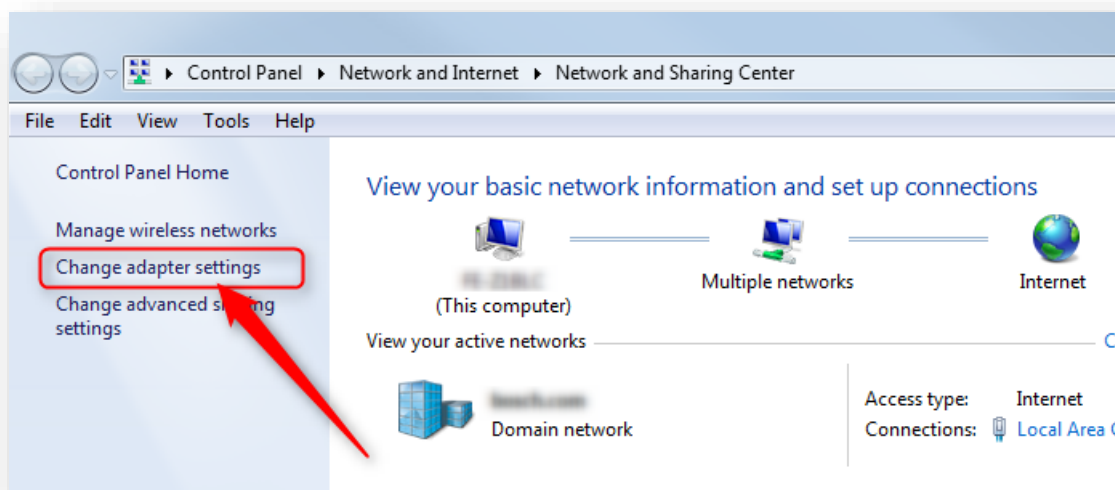 Control Panel Network and Internet Network and Sharing Center
File Edit View Tools Help
Control Panel Home
Manage wireless networks
Change adapter settings
Change advanced
settings
View your basic network information and set up connections
(This computer)
Multiple networks
Internet
View your active networks
Domain network
Access type: Internet
Connections: Local Area